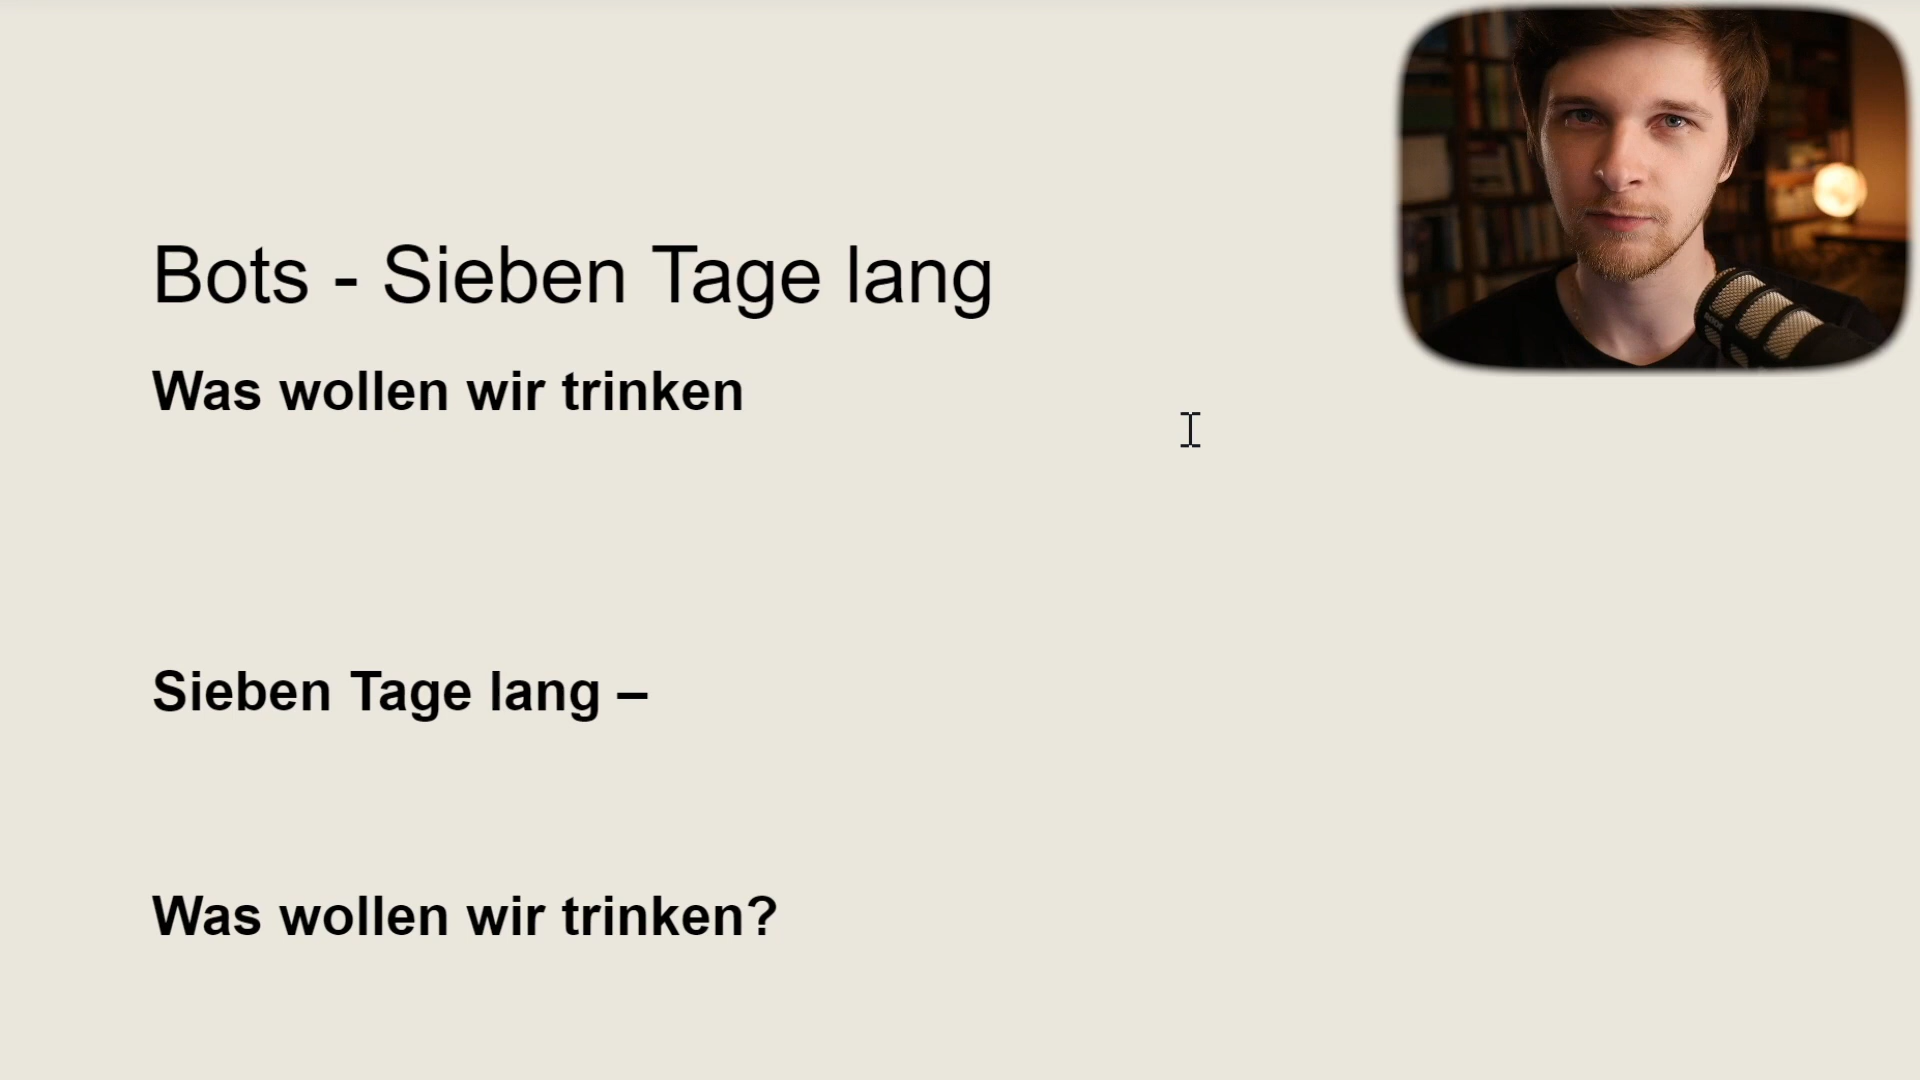 Bots - Sieben Tage lang
Was wollen wir trinken
Sieben Tage lang –
Was wollen wir trinken?